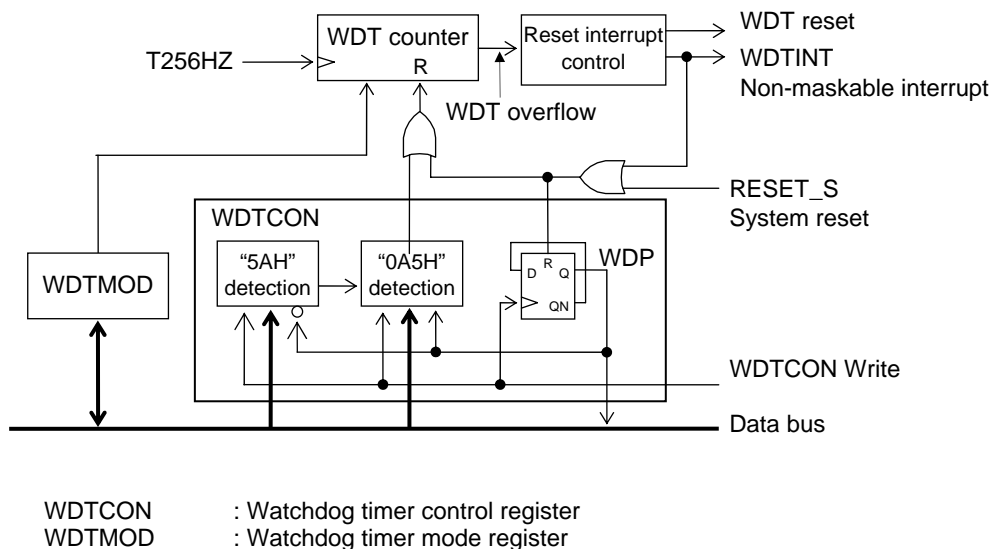 WDT reset
WDT counter
Reset interrupt
control
T256HZ
R
WDTINT
Non-maskable interrupt
WDT overflow
RESET_S
System reset
WDTCON
WDTMOD
“5AH”
detection
“0A5H”
detection
WDP
D
R
Q
QN
WDTCON Write
Data bus
WDTCON : Watchdog timer control register
WDTMOD : Watchdog timer mode register